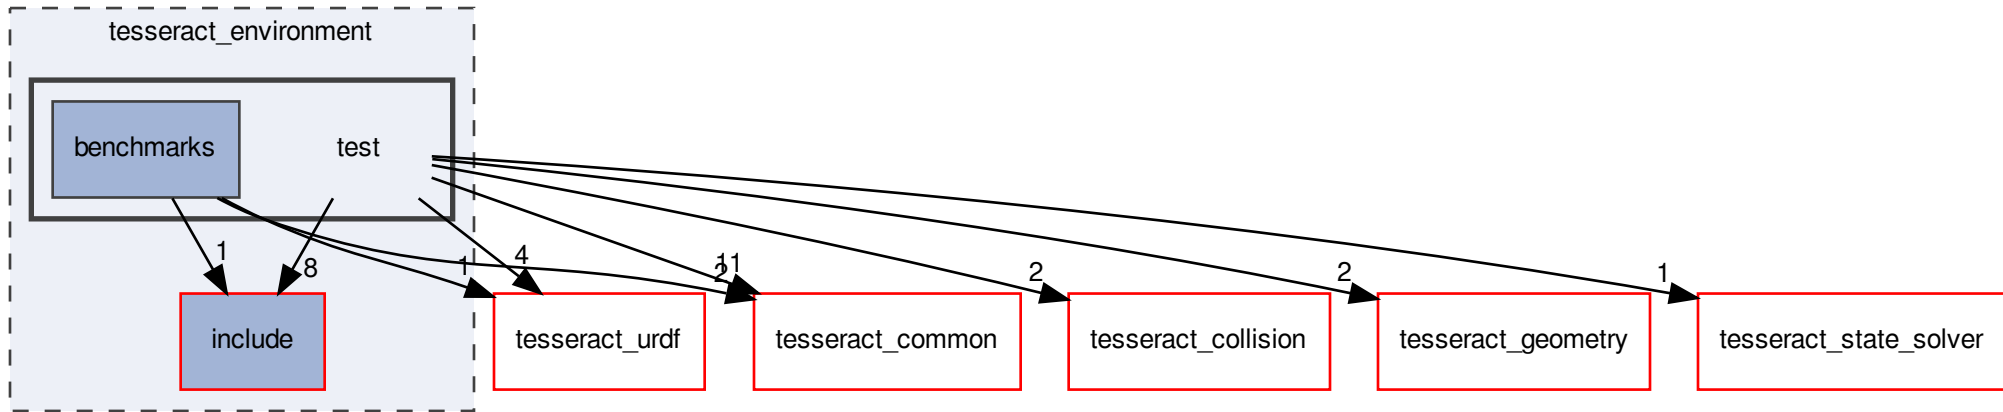 tesseract_environment
benchmarks
test
1
8
1
4
2
11
2
2
1
include
tesseract_urdf
tesseract_common
tesseract_collision
tesseract_geometry
tesseract_state_solver